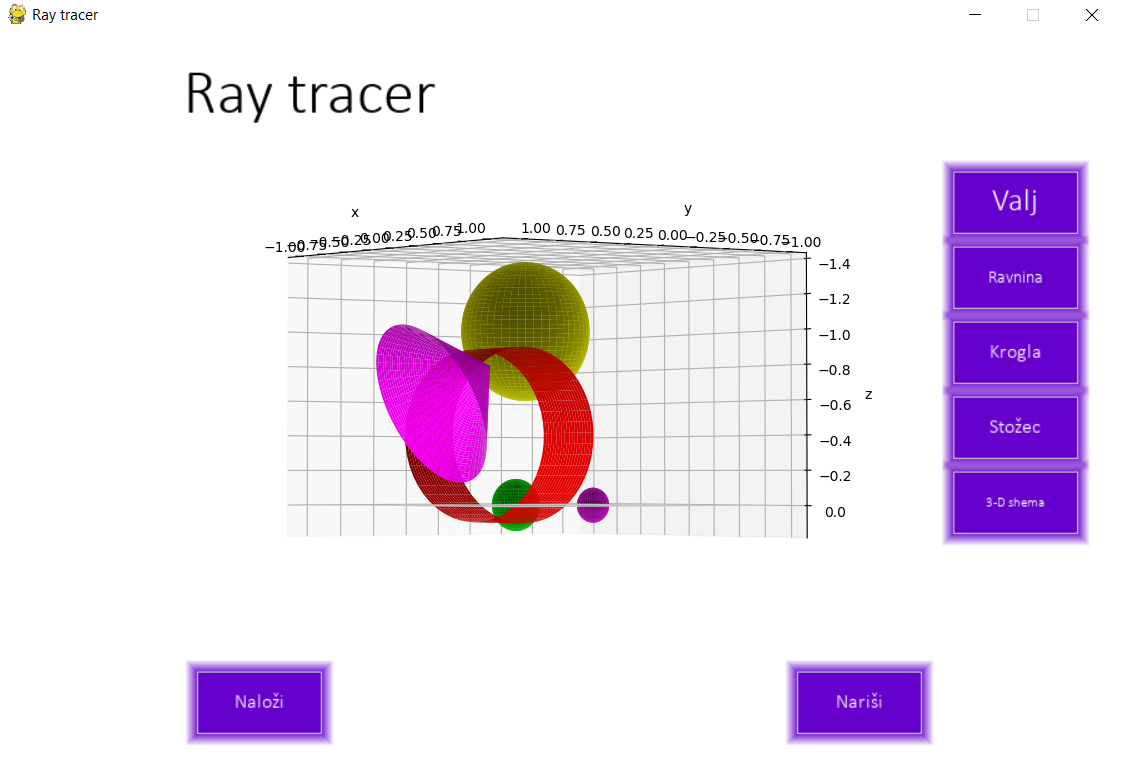 Ray tracer
Ray tracer
x
y
−1.00 −0.75 −0.50 −0.25 0.00 0.25 0.50 0.75 1.00
1.00 0.75 0.50 0.25 0.00 −0.25 −0.50 −0.75 −1.00
−1.4
−1.2
−1.0
−0.8
−0.6
z
−0.4
−0.2
0.0
Valj
Ravnina
Krogla
Stožec
3-D shema
Naloži
Nariši